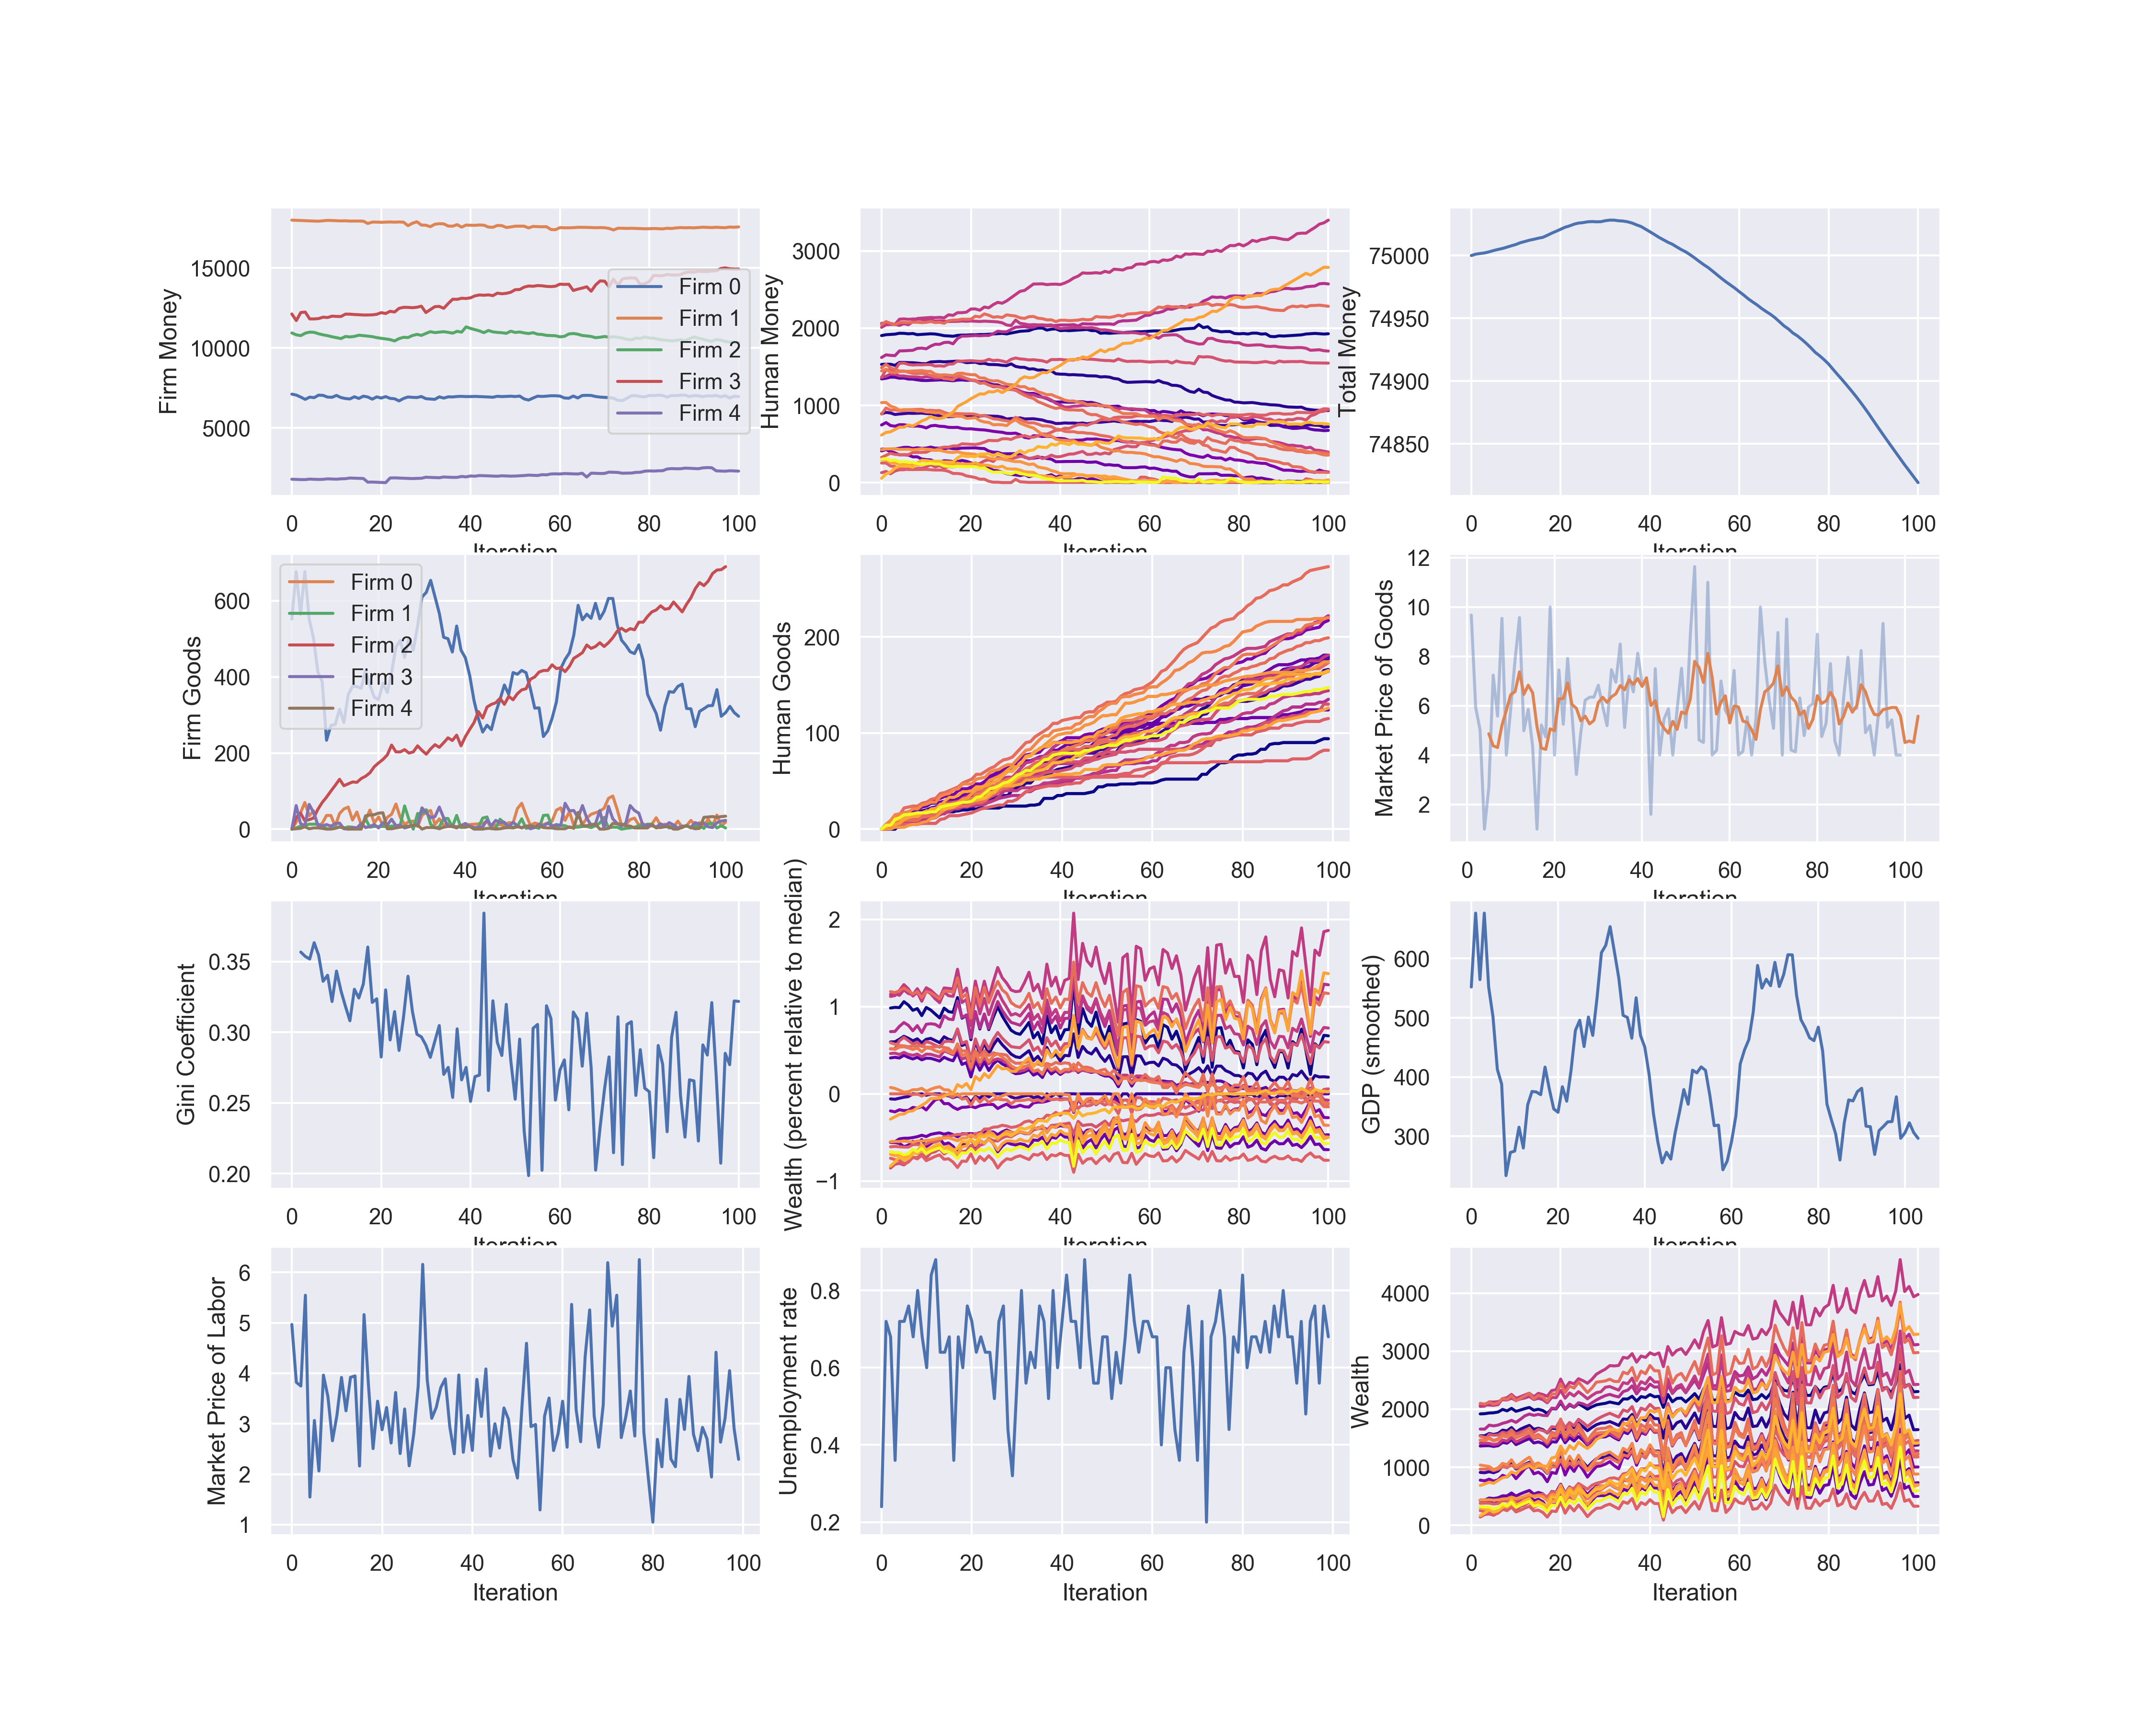 Firm Money
15000
10000
5000
0 20 40 60 80 100
Iteration
Firm 0
Firm 1
Firm 2
Firm 3
Firm 4
Human Money
3000
2000
1000
0
0 20 40 60 80 100
Iteration
Total Money
75000
74950
74900
74850
0 20 40 60 80 100
Iteration
Firm Goods
600
400
200
0
0 20 40 60 80 100
Iteration
Firm 0
Firm 1
Firm 2
Firm 3
Firm 4
Human Goods
200
100
0
0 20 40 60 80 100
Iteration
Market Price of Goods
12
10
8
6
4
2
0 20 40 60 80 100
Iteration
Gini Coefficient
0.35
0.30
0.25
0.20
0 20 40 60 80 100
Iteration
Wealth (percent relative to median)
2
1
0
−1
0 20 40 60 80 100
Iteration
GDP (smoothed)
600
500
400
300
0 20 40 60 80 100
Iteration
Market Price of Labor
6
5
4
3
2
1
0 20 40 60 80 100
Iteration
Unemployment rate
0.8
0.6
0.4
0.2
0 20 40 60 80 100
Iteration
Wealth
4000
3000
2000
1000
0
0 20 40 60 80 100
Iteration